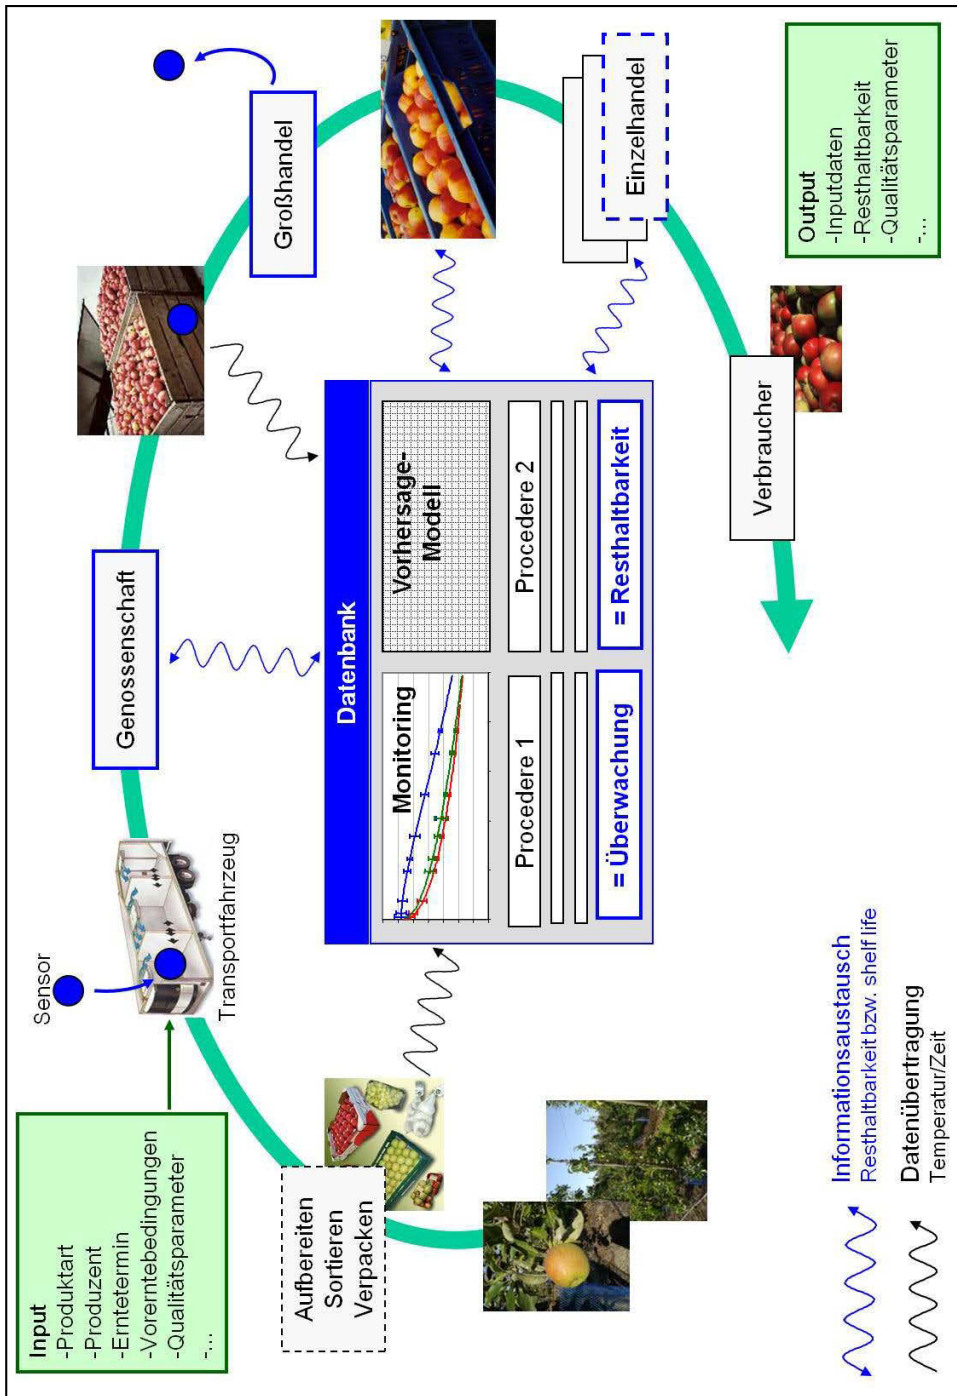 Input
-Produktart
-Produzent
-Erntetermin
-Vorerntebedingungen
-Qualitätsparameter
-...
Sensor
Transportfahrzeug
Genossenschaft
Großhandel
Aufbereiten
Sortieren
Verpacken
Datenbank
Monitoring
Vorhersage-
Modell
Procedere 1
Procedere 2
= Überwachung
= Resthaltbarkeit
Einzelhandel
Verbraucher
Output
-Inputdaten
-Resthaltbarkeit
-Qualitätsparameter
-...
Informationsaustausch
Resthaltbarkeit bzw. shelf life
Datenübertragung
Temperatur/Zeit